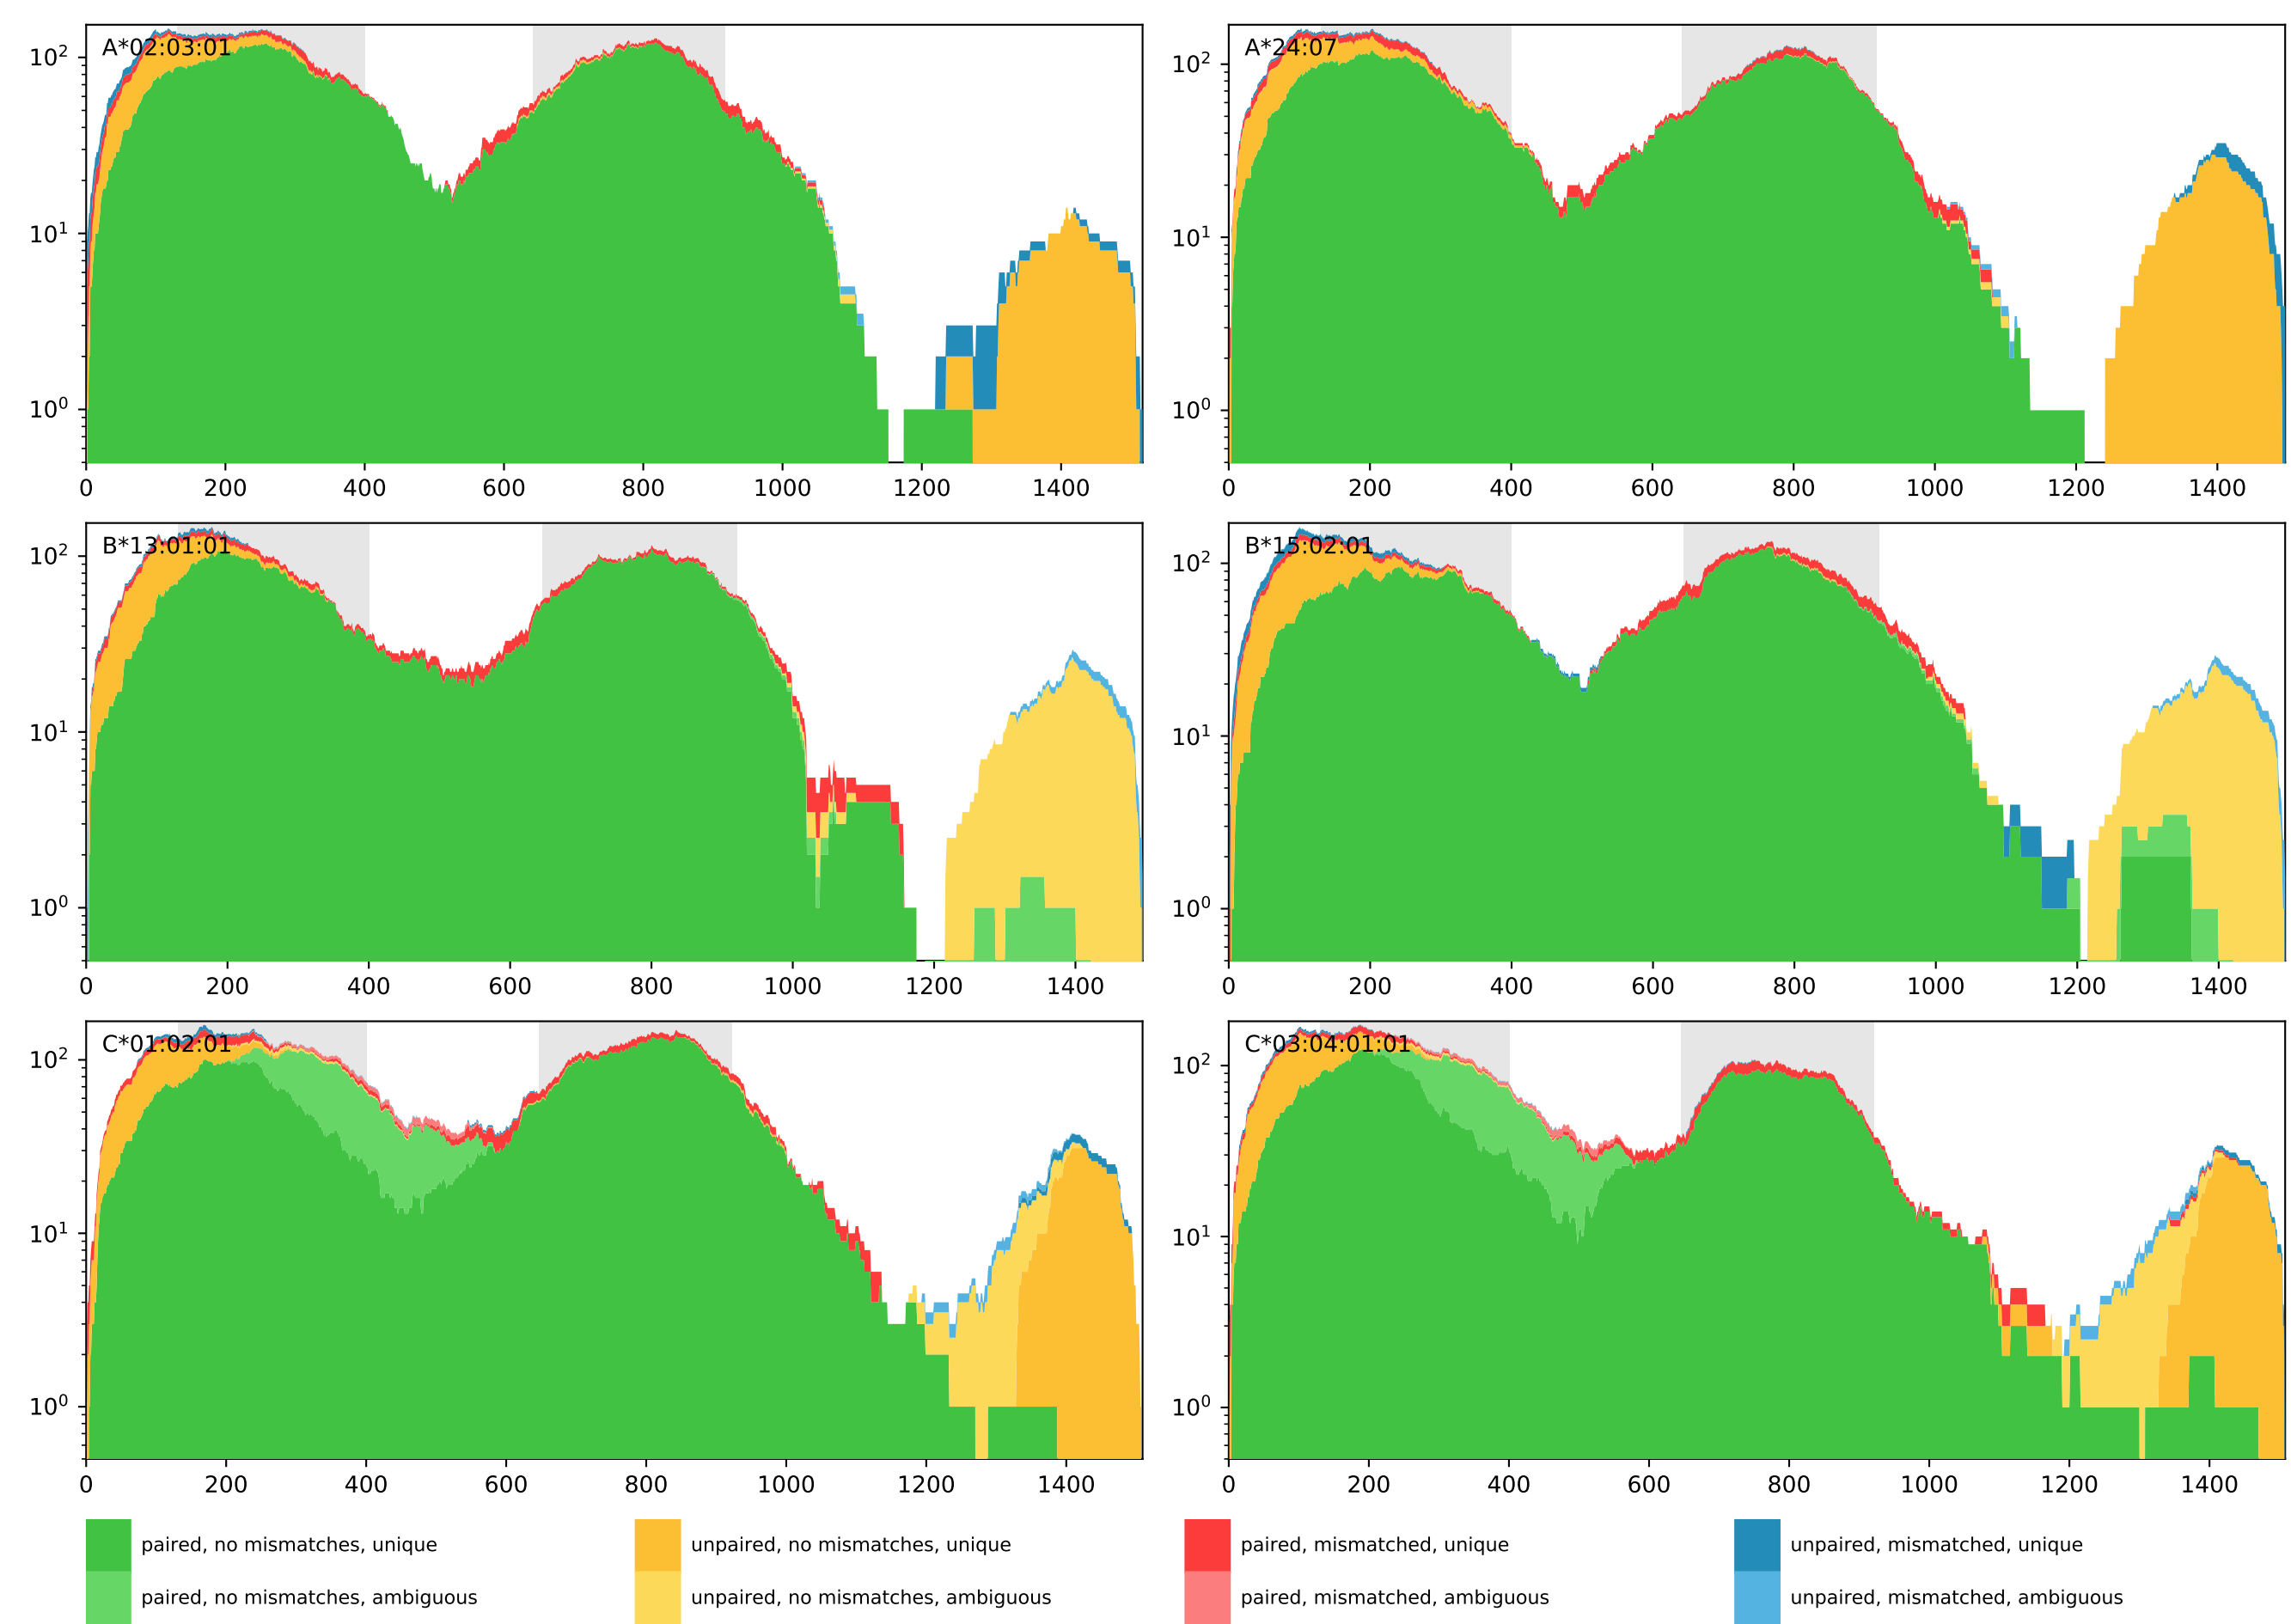 A*02:03:01
10²
10¹
10⁰
0 200 400 600 800 1000 1200 1400
A*24:07
10²
10¹
10⁰
0 200 400 600 800 1000 1200 1400
B*13:01:01
10²
10¹
10⁰
0 200 400 600 800 1000 1200 1400
B*15:02:01
10²
10¹
10⁰
0 200 400 600 800 1000 1200 1400
C*01:02:01
10²
10¹
10⁰
0 200 400 600 800 1000 1200 1400
C*03:04:01:01
10²
10¹
10⁰
0 200 400 600 800 1000 1200 1400
paired, no mismatches, unique
unpaired, no mismatches, unique
paired, mismatched, unique
unpaired, mismatched, unique
paired, no mismatches, ambiguous
unpaired, no mismatches, ambiguous
paired, mismatched, ambiguous
unpaired, mismatched, ambiguous